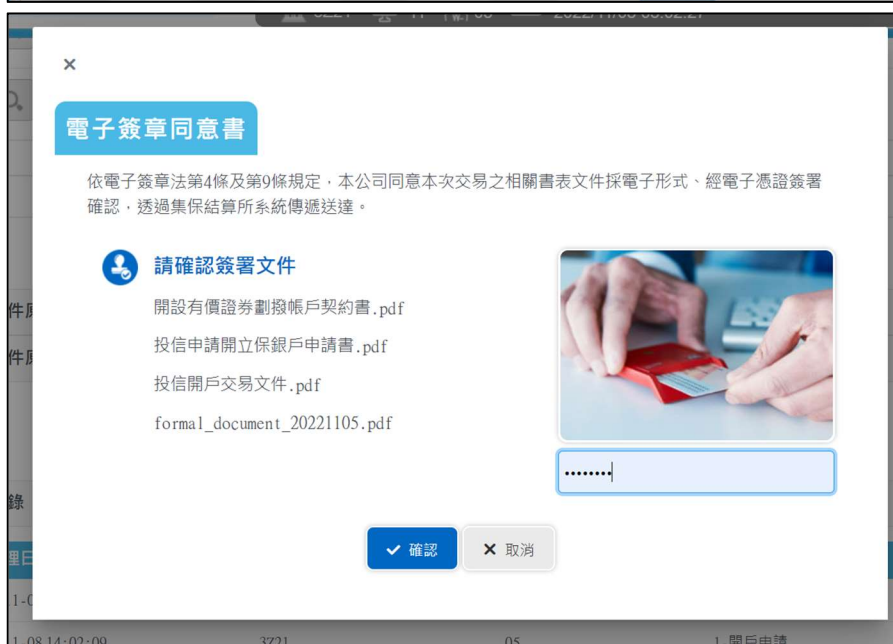 ×
電子簽章同意書
依電子簽章法第4條及第9條規定，本公司同意本次交易之相關書表文件採電子形式、經電子憑證簽署
確認，透過集保結算所系統傳遞送達。
請確認簽署文件
開設有價證券劃撥帳戶契約書.pdf
投信申請開立保銀戶申請書.pdf
投信開戶交易文件.pdf
formal_document_20221105.pdf
••••••••
✓ 確認
× 取消
件
件
錄
1-08 14:02:09 3Z21 05 1-開戶申請